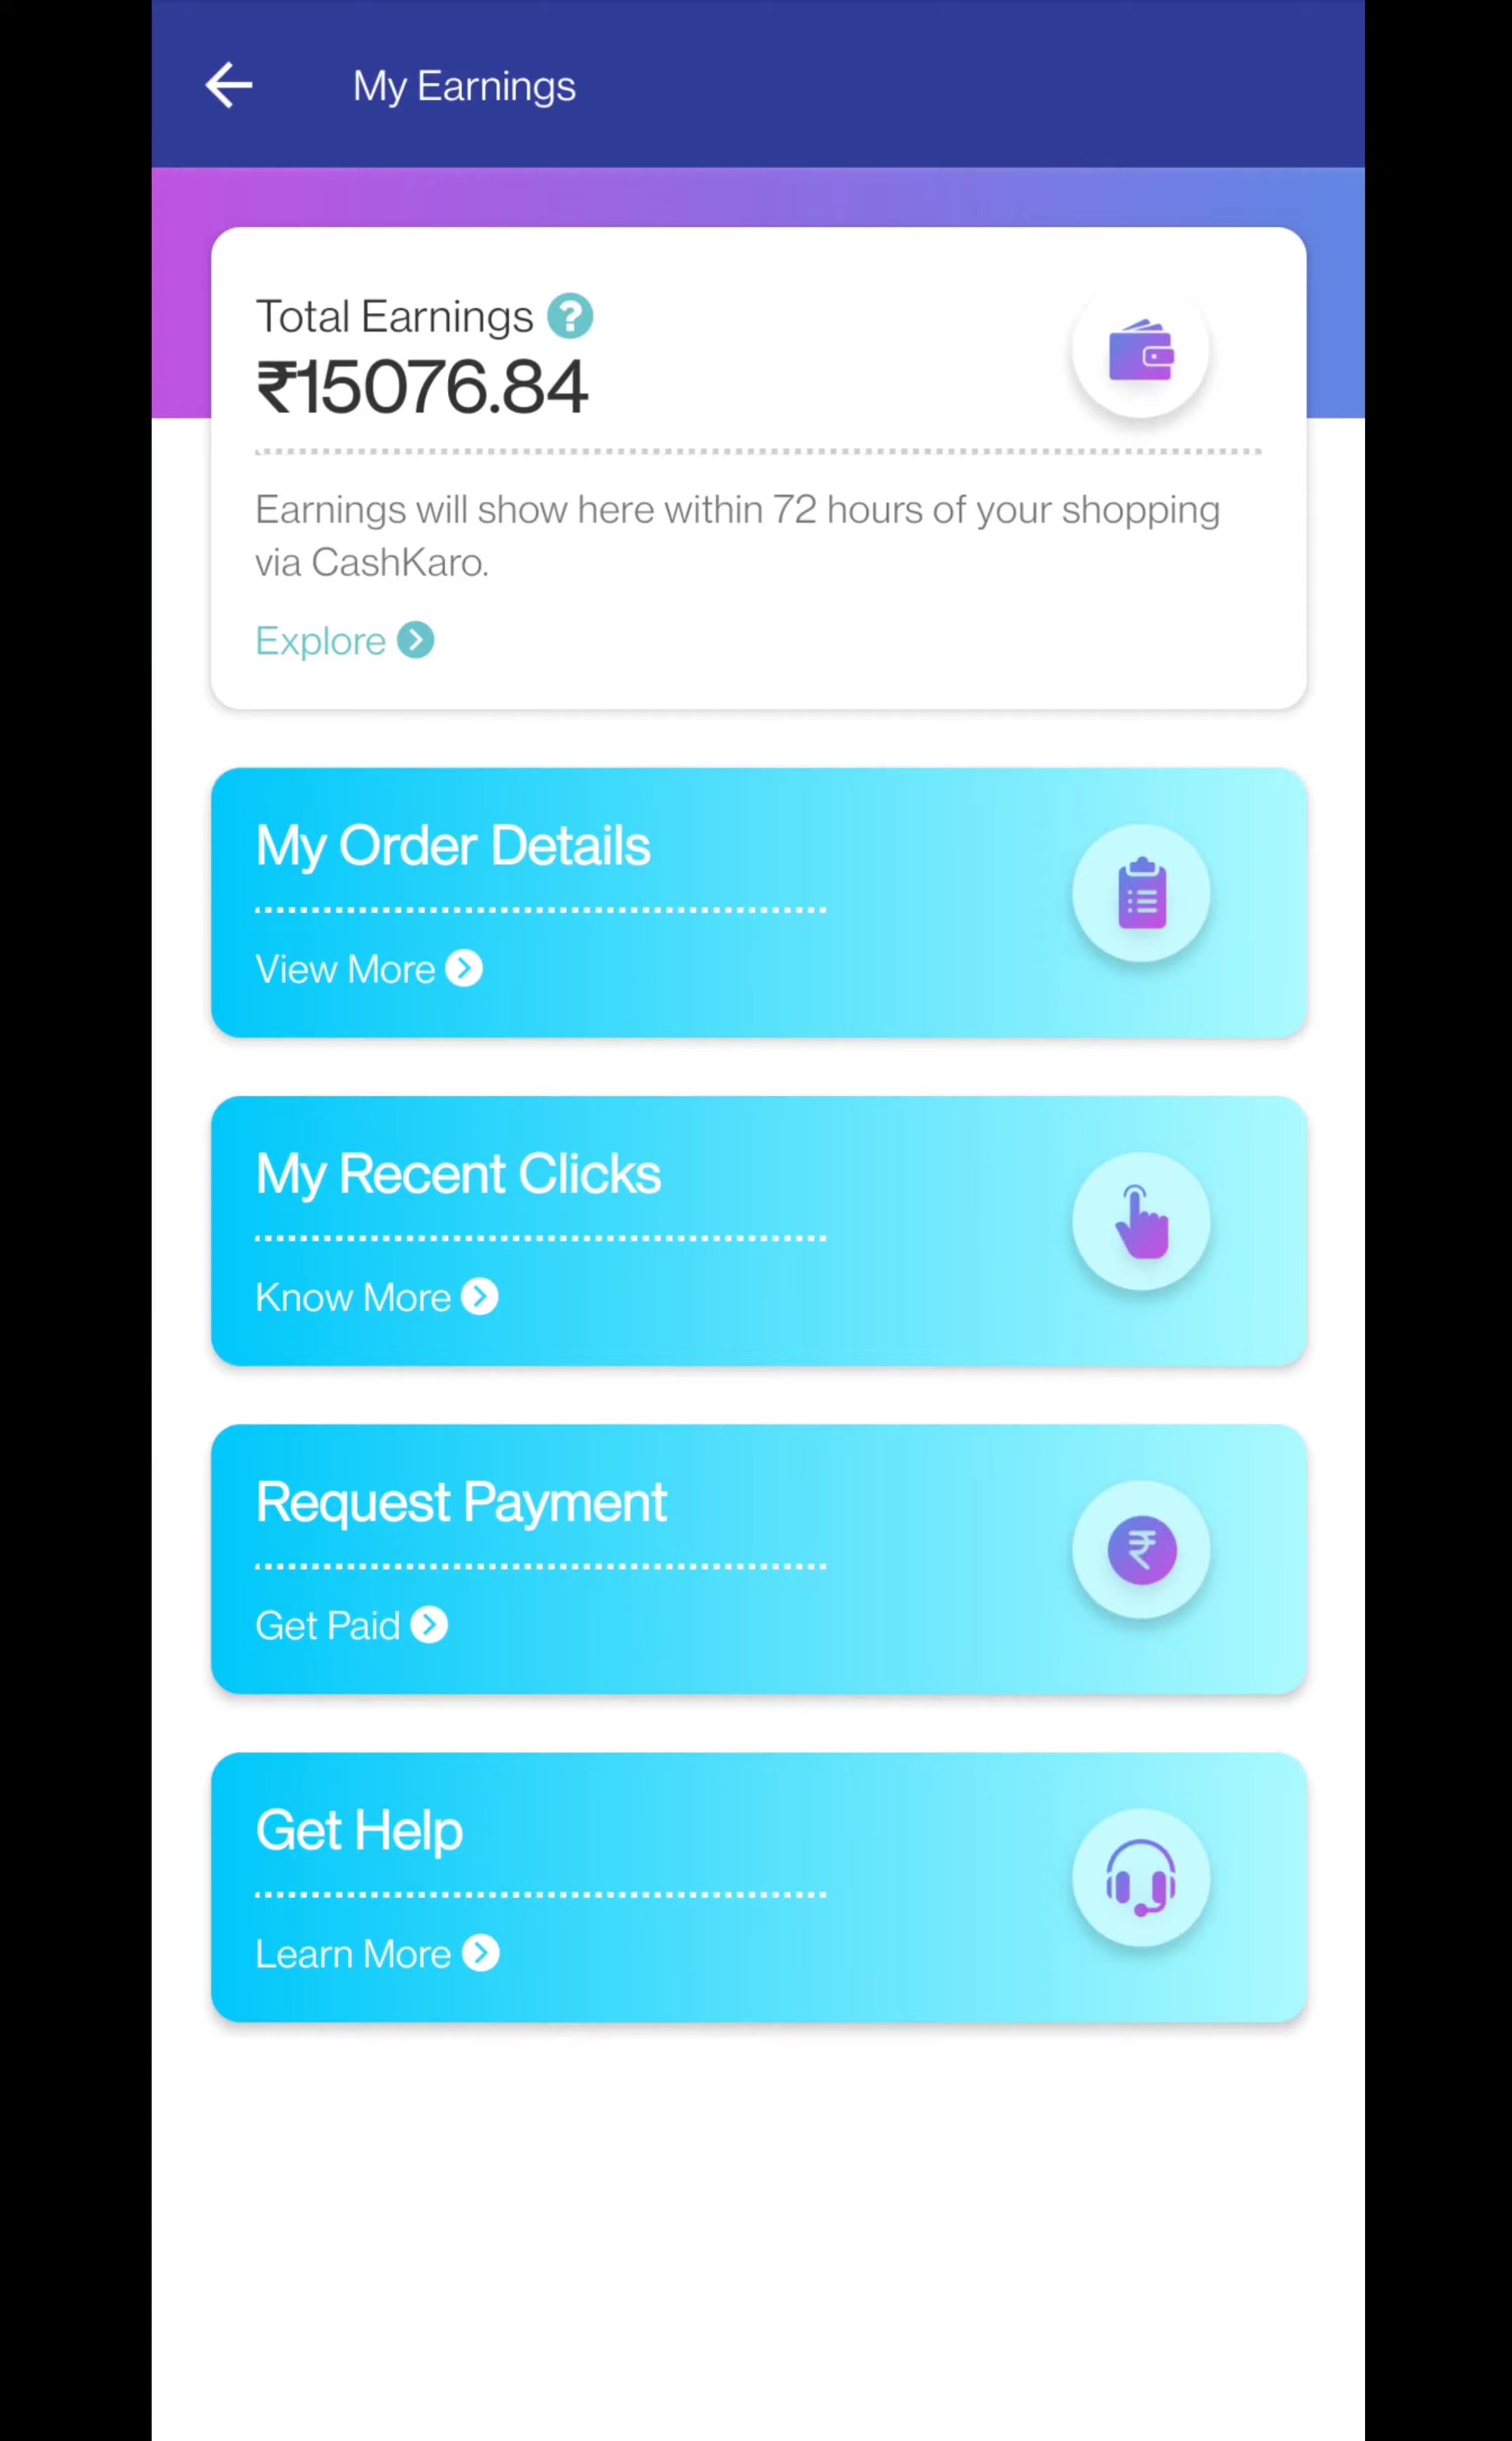 My Earnings
Total Earnings ?
₹15076.84
Earnings will show here within 72 hours of your shopping
via CashKaro.
Explore
My Order Details
View More
My Recent Clicks
Know More
Request Payment
₹
Get Paid
Get Help
Learn More